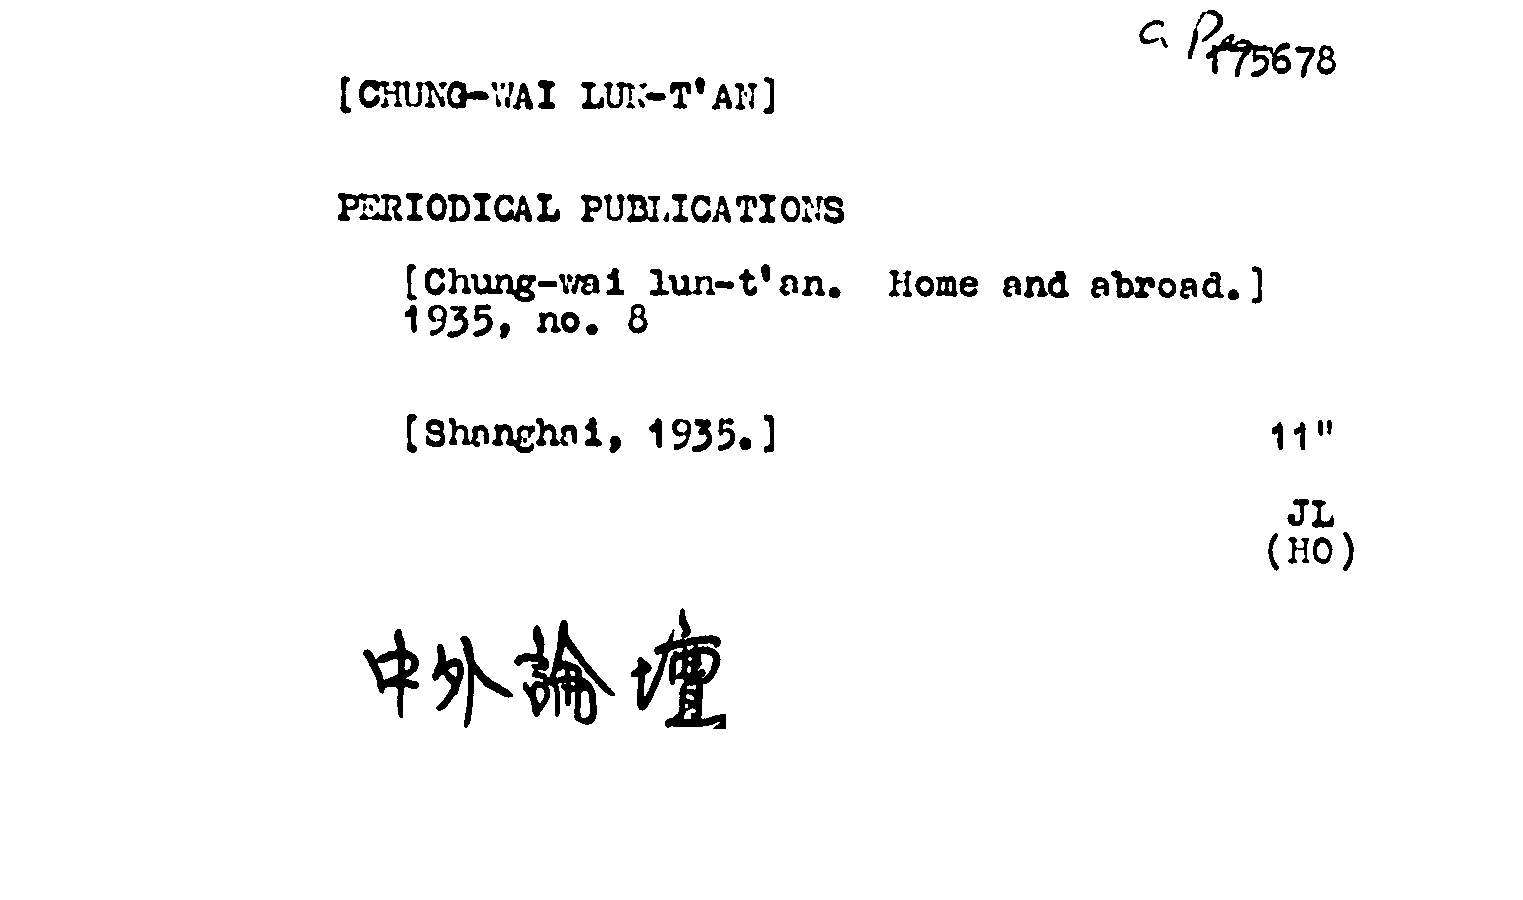 175678
[CHUNG-WAI LUN-T'AN]
PERIODICAL PUBLICATIONS
[Chung-wai lun-t'an. Home and abroad.]
1935, no. 8
[Shanghai, 1935.] 11"
JL
(HO)
中外論壇